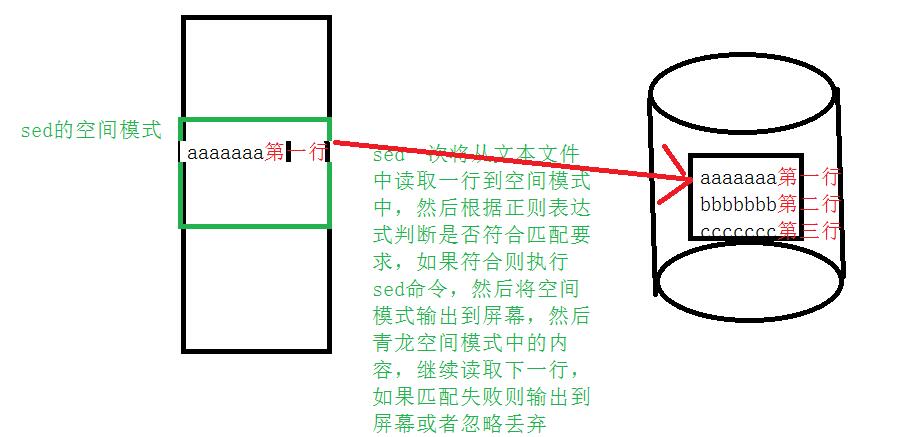 sed的空间模式
aaaaaaa第一行
sed一次将从文本文件
中读取一行到空间模式
中，然后根据正则表达
式判断是否符合匹配要
求，如果符合则执行
sed命令，然后将空间
模式输出到屏幕，然后
青龙空间模式中的内
容，继续读取下一行，
如果匹配失败则输出到
屏幕或者忽略丢弃
aaaaaaa第一行
bbbbbbb第二行
ccccccc第三行